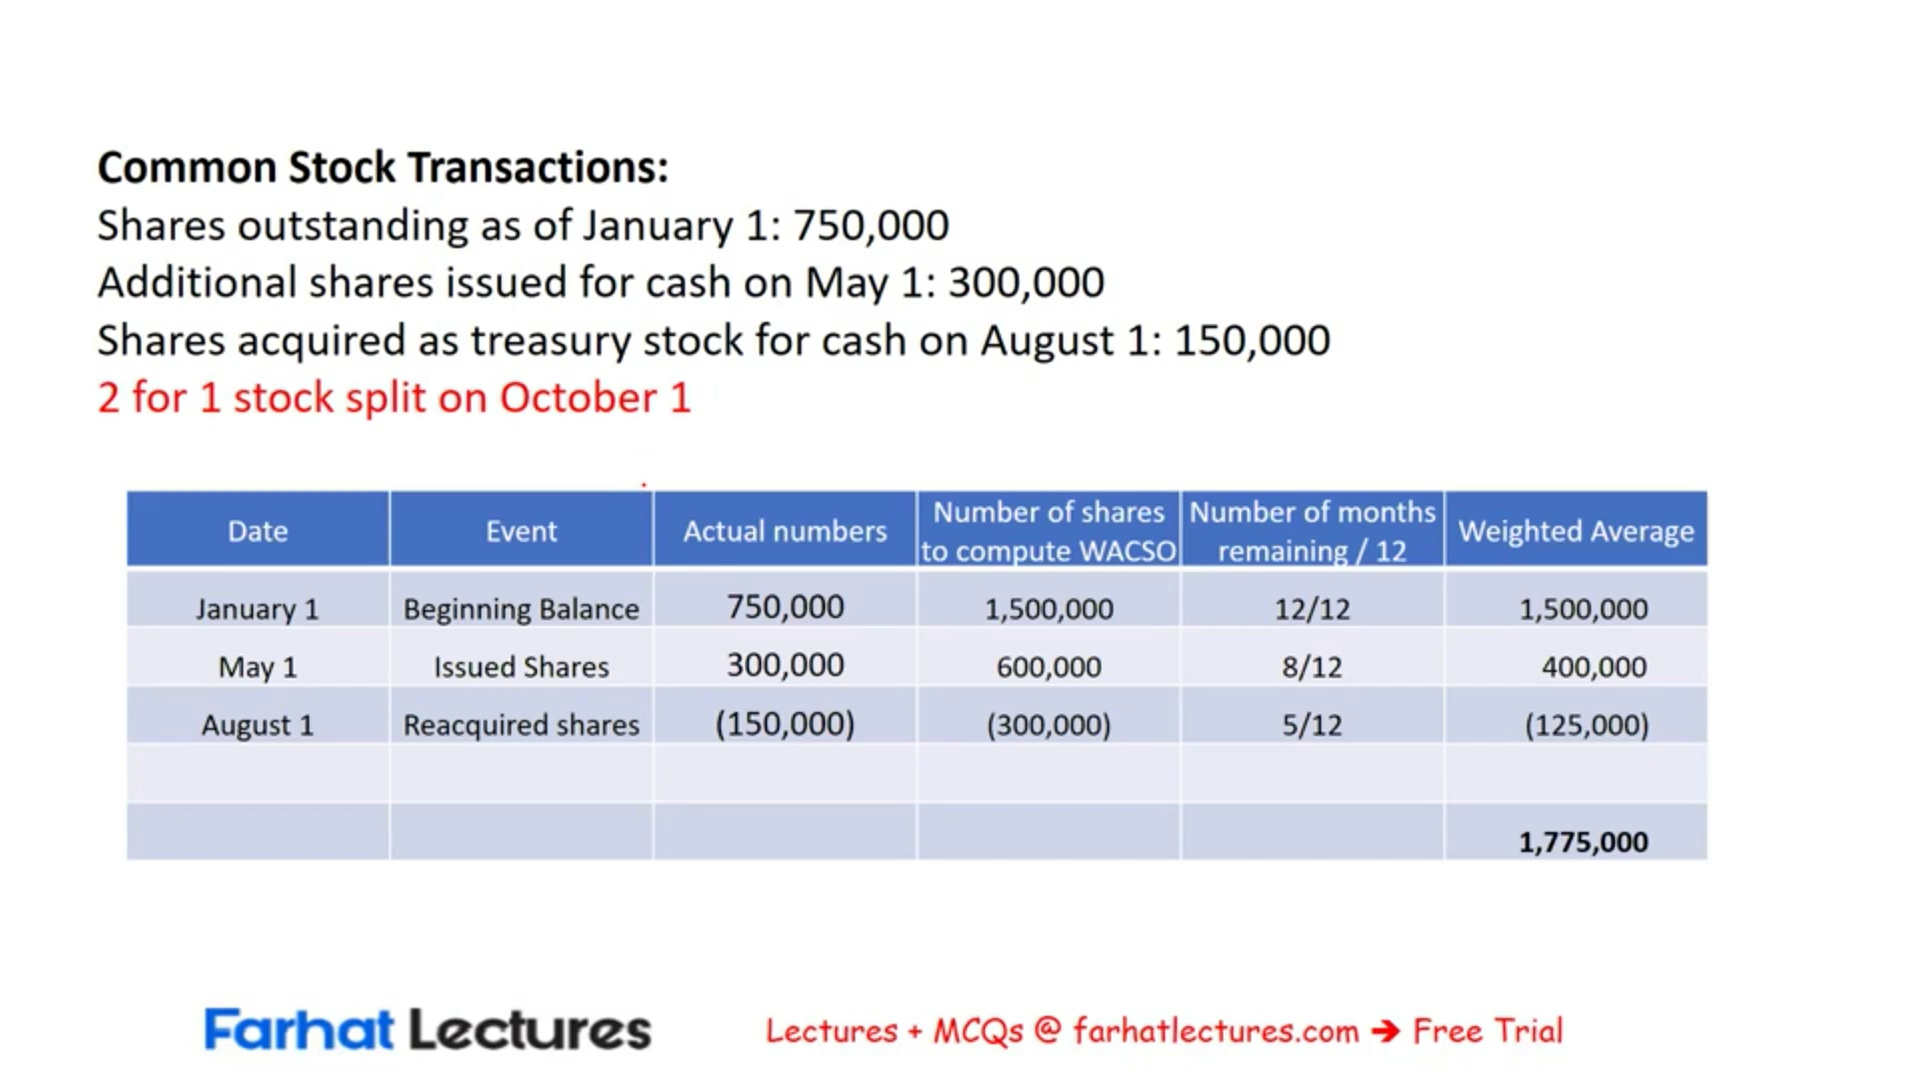 Common Stock Transactions:
Shares outstanding as of January 1: 750,000
Additional shares issued for cash on May 1: 300,000
Shares acquired as treasury stock for cash on August 1: 150,000
2 for 1 stock split on October 1
Date Event Actual numbers Number of shares to compute WACSO Number of months remaining / 12 Weighted Average
January 1 Beginning Balance 750,000 1,500,000 12/12 1,500,000
May 1 Issued Shares 300,000 600,000 8/12 400,000
August 1 Reacquired shares (150,000) (300,000) 5/12 (125,000)
1,775,000
Farhat Lectures
Lectures + MCQs @ farhatlectures.com ➔ Free Trial